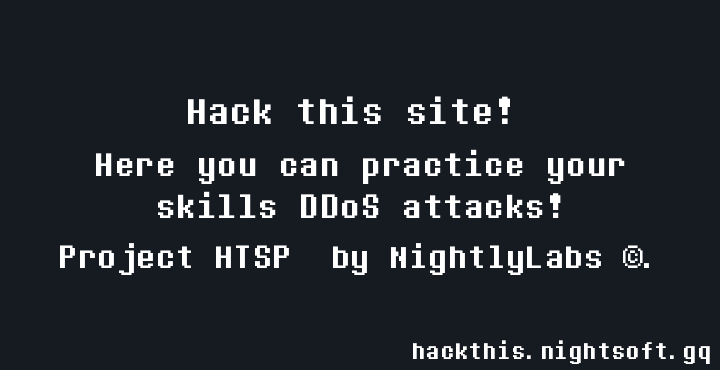 Hack this site!
Here you can practice your
skills DDoS attacks!
Project HTSP by NightlyLabs ©.
hackthis.nightsoft.gq